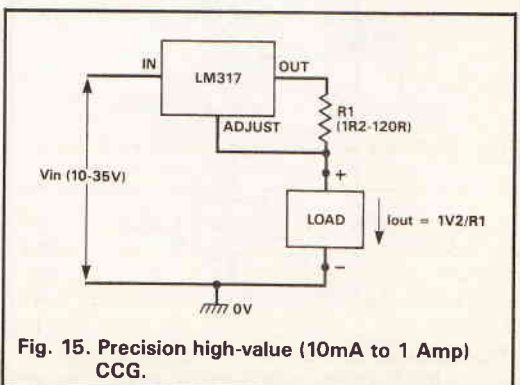 IN
LM317
OUT
R1
(1R2-120R)
ADJUST
Vin (10-35V)
+
LOAD
Iout = 1V2/R1
−
0V
Fig. 15. Precision high-value (10mA to 1 Amp)
CCG.